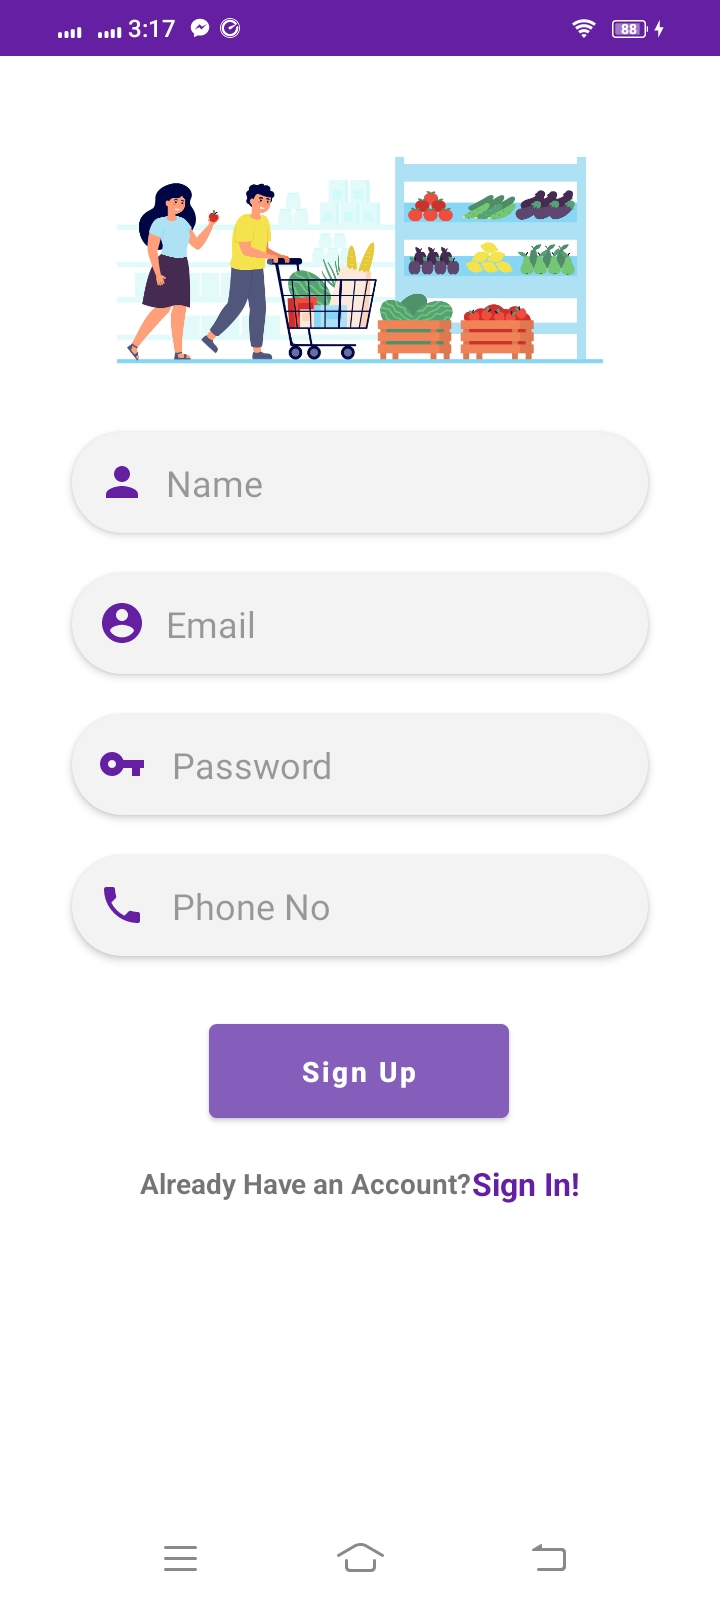 3:17
88
Name
Email
Password
Phone No
Sign Up
Already Have an Account?Sign In!